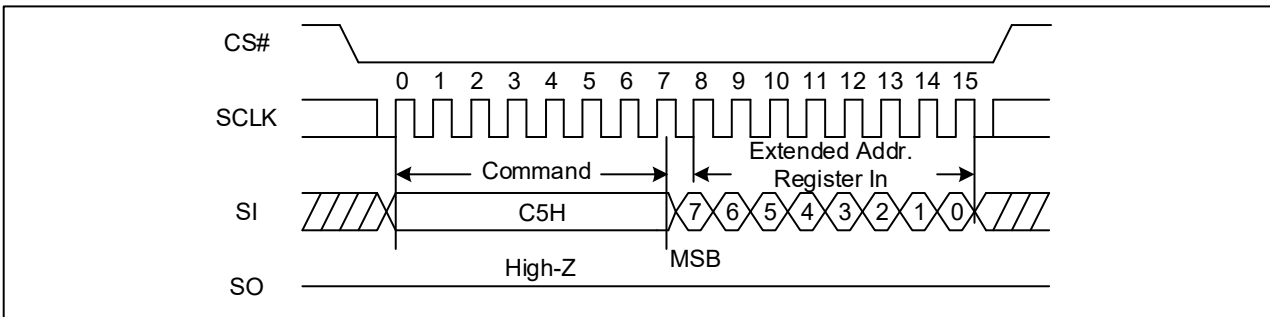 CS#
0 1 2 3 4 5 6 7 8 9 10 11 12 13 14 15
SCLK
Command
Extended Addr.
Register In
SI
C5H
7 6 5 4 3 2 1 0
MSB
High-Z
SO